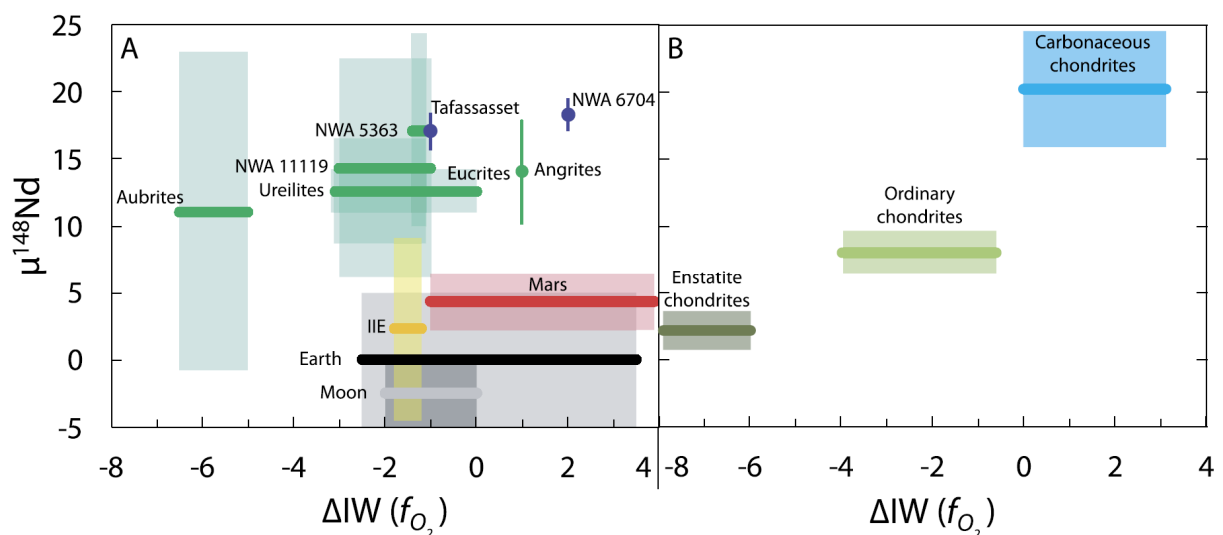 A
B
25
20
15
10
5
0
-5
μ¹⁴⁸Nd
Tafassasset
NWA 6704
NWA 5363
NWA 11119
Ureilites
Eucrites
Angrites
Aubrites
Mars
IIE
Earth
Moon
Carbonaceous
chondrites
Ordinary
chondrites
Enstatite
chondrites
-8 -6 -4 -2 0 2 4
-8 -6 -4 -2 0 2 4
ΔIW (fO₂)
ΔIW (fO₂)